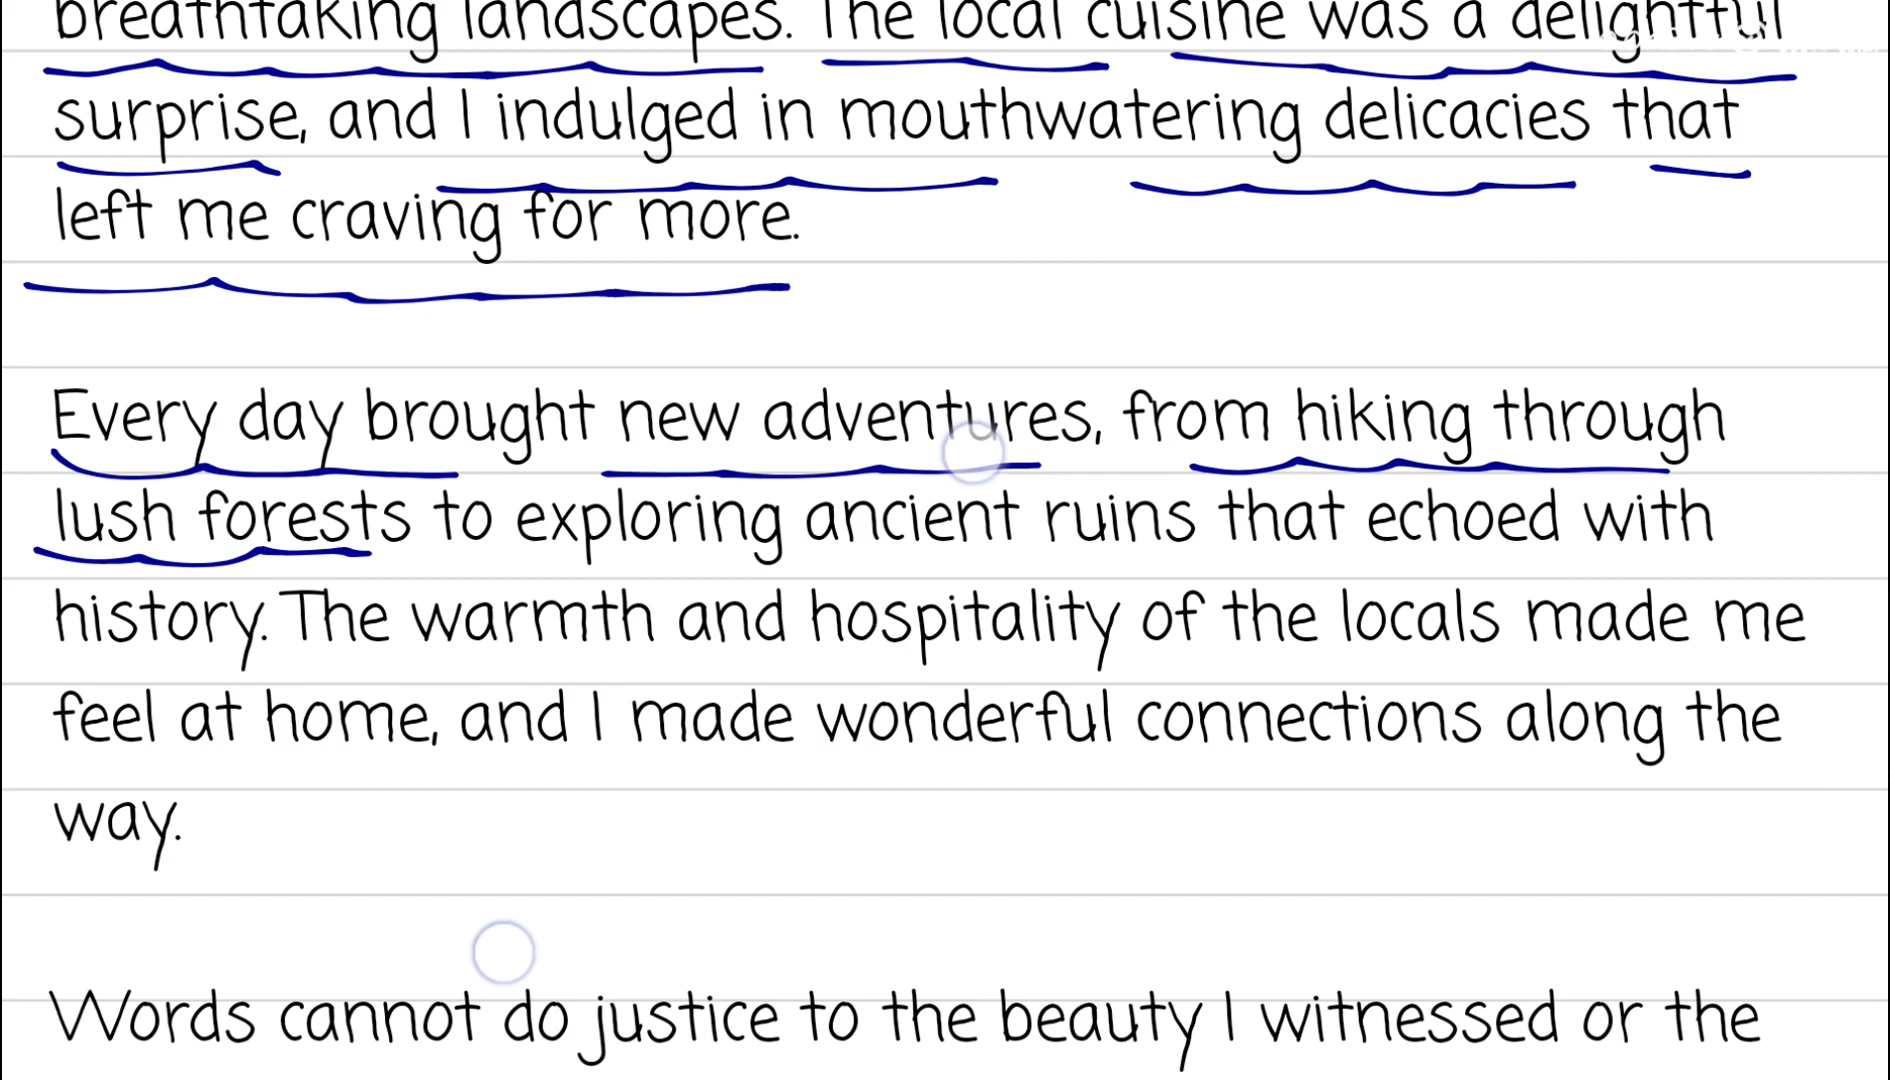 breathtaking landscapes. The local cuisine was a delightful
surprise, and I indulged in mouthwatering delicacies that
left me craving for more.
Every day brought new adventures, from hiking through
lush forests to exploring ancient ruins that echoed with
history. The warmth and hospitality of the locals made me
feel at home, and I made wonderful connections along the
way.
Words cannot do justice to the beauty I witnessed or the